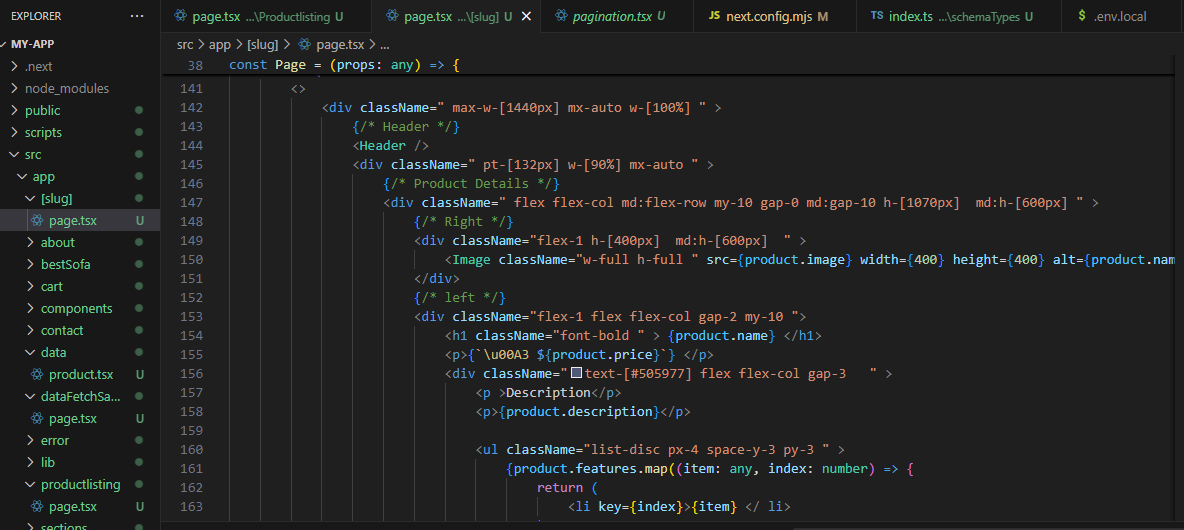 EXPLORER ...
page.tsx ...\Productlisting U
page.tsx ...\[slug] U
pagination.tsx U
JS next.config.mjs M
TS index.ts ...\schemaTypes U
$ .env.local
MY-APP
.next
node_modules
public
scripts
src
app
[slug]
page.tsx U
about
bestSofa
cart
components
contact
data
product.tsx U
dataFetchSa...
page.tsx U
error
lib
productlisting
page.tsx U
sections
src > app > [slug] > page.tsx > ...
38 const Page = (props: any) => {
141 <>
142 <div className=" max-w-[1440px] mx-auto w-[100%] " >
143 {/* Header */}
144 <Header />
145 <div className=" pt-[132px] w-[90%] mx-auto " >
146 {/* Product Details */}
147 <div className=" flex flex-col md:flex-row my-10 gap-0 md:gap-10 h-[1070px]  md:h-[600px] " >
148 {/* Right */}
149 <div className="flex-1 h-[400px]  md:h-[600px]  " >
150 <Image className="w-full h-full " src={product.image} width={400} height={400} alt={product.nam
151 </div>
152 {/* left */}
153 <div className="flex-1 flex flex-col gap-2 my-10 ">
154 <h1 className="font-bold " > {product.name} </h1>
155 <p>{`\u00A3 ${product.price}`} </p>
156 <div className="text-[#505977] flex flex-col gap-3   " >
157 <p >Description</p>
158 <p>{product.description}</p>
159
160 <ul className="list-disc px-4 space-y-3 py-3 " >
161 {product.features.map((item: any, index: number) => {
162 return (
163 <li key={index}>{item} </ li>